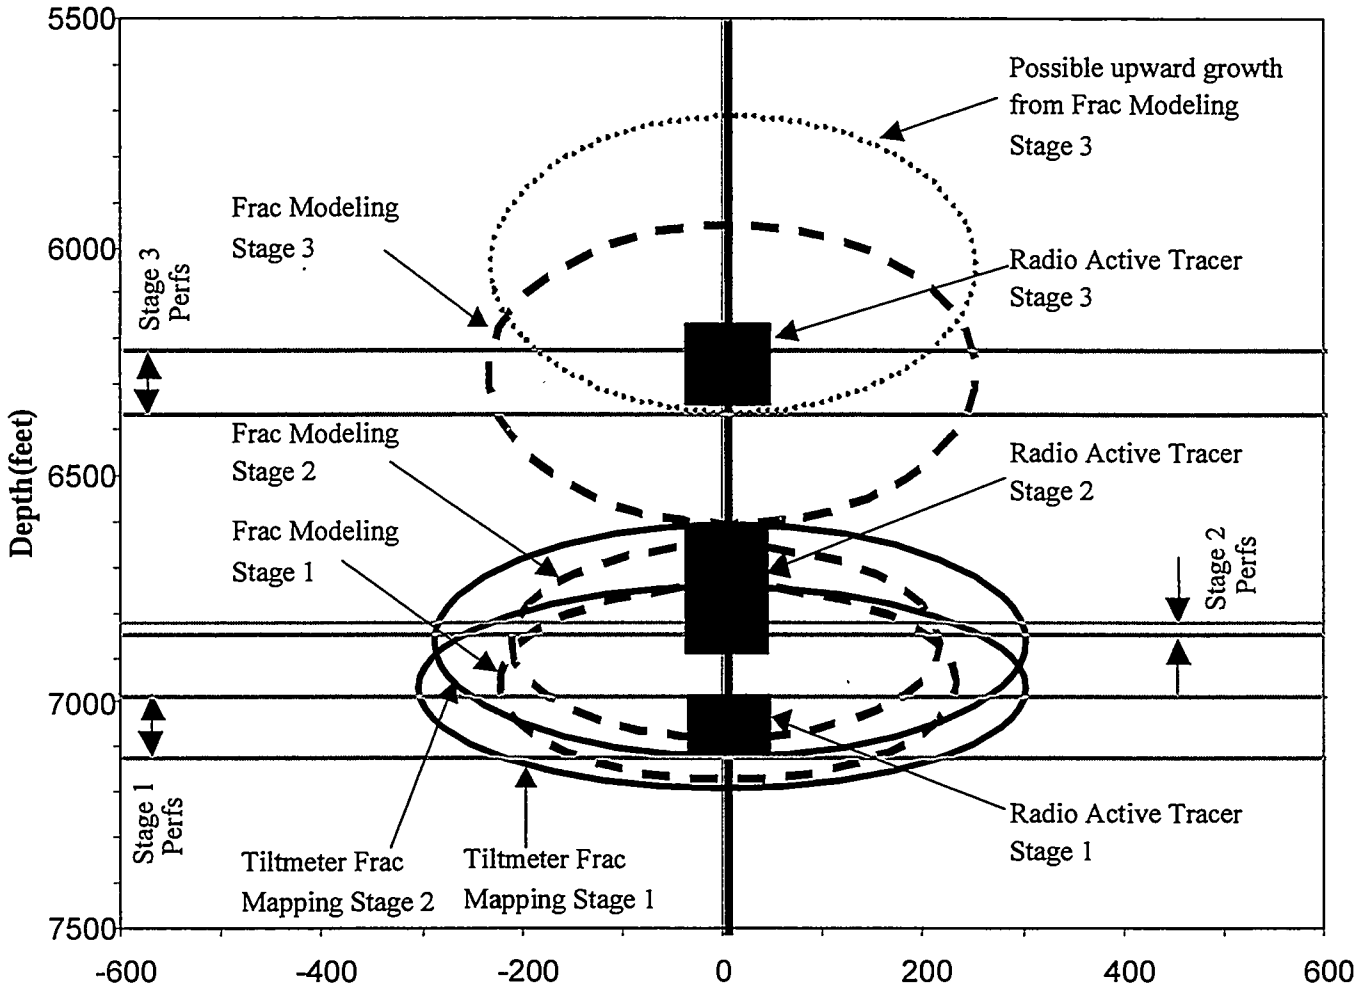 5500
Possible upward growth
from Frac Modeling
Stage 3
Frac Modeling
Stage 3
6000
Stage 3
Perfs
Radio Active Tracer
Stage 3
Depth(feet)
Frac Modeling
Stage 2
6500
Radio Active Tracer
Stage 2
Frac Modeling
Stage 1
Stage 2
Perfs
7000
Stage 1
Perfs
Radio Active Tracer
Stage 1
Tiltmeter Frac
Mapping Stage 2
Tiltmeter Frac
Mapping Stage 1
7500
-600 -400 -200 0 200 400 600